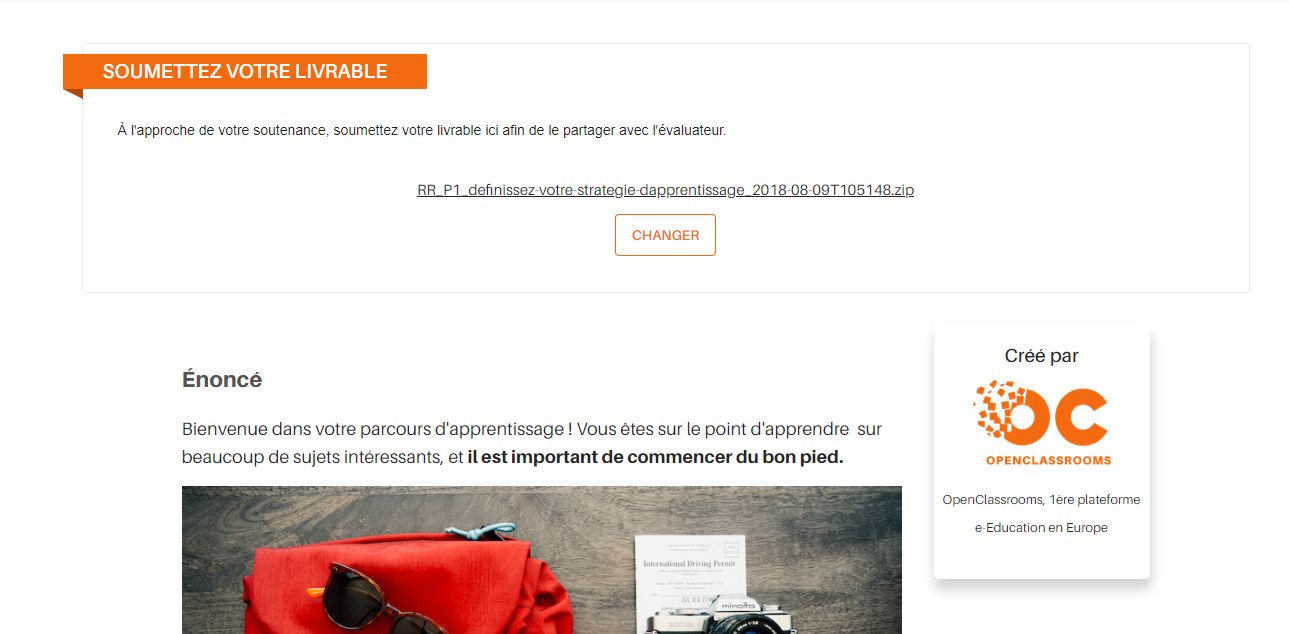 SOUMETTEZ VOTRE LIVRABLE
À l'approche de votre soutenance, soumettez votre livrable ici afin de le partager avec l'évaluateur.
RR_P1_definissez-votre-strategie-dapprentissage_2018-08-09T105148.zip
CHANGER
Énoncé
Bienvenue dans votre parcours d'apprentissage ! Vous êtes sur le point d'apprendre sur
beaucoup de sujets intéressants, et il est important de commencer du bon pied.
Créé par
OC
OPENCLASSROOMS
OpenClassrooms, 1ère plateforme
e-Education en Europe
International Driving Permit
minolta